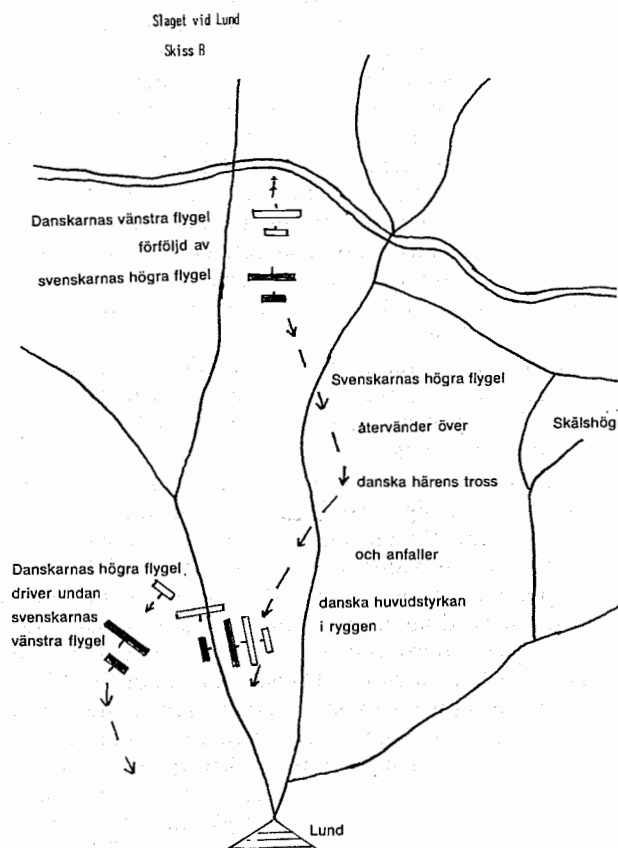 Slaget vid Lund
Skiss B
Danskarnas vänstra flygel
förföljd av
svenskarnas högra flygel
Svenskarnas högra flygel
återvänder över
danska härens tross
och anfaller
danska huvudstyrkan
i ryggen
Skälshög
Danskarnas högra flygel
driver undan
svenskarnas
vänstra flygel
Lund